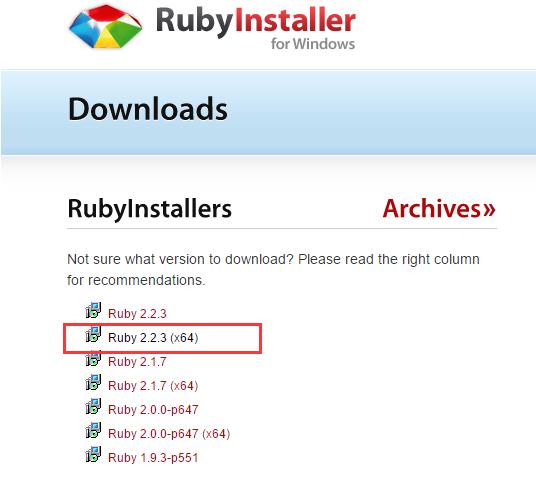 RubyInstaller
for Windows
Downloads
RubyInstallers
Archives»
Not sure what version to download? Please read the right column
for recommendations.
Ruby 2.2.3
Ruby 2.2.3 (x64)
Ruby 2.1.7
Ruby 2.1.7 (x64)
Ruby 2.0.0-p647
Ruby 2.0.0-p647 (x64)
Ruby 1.9.3-p551